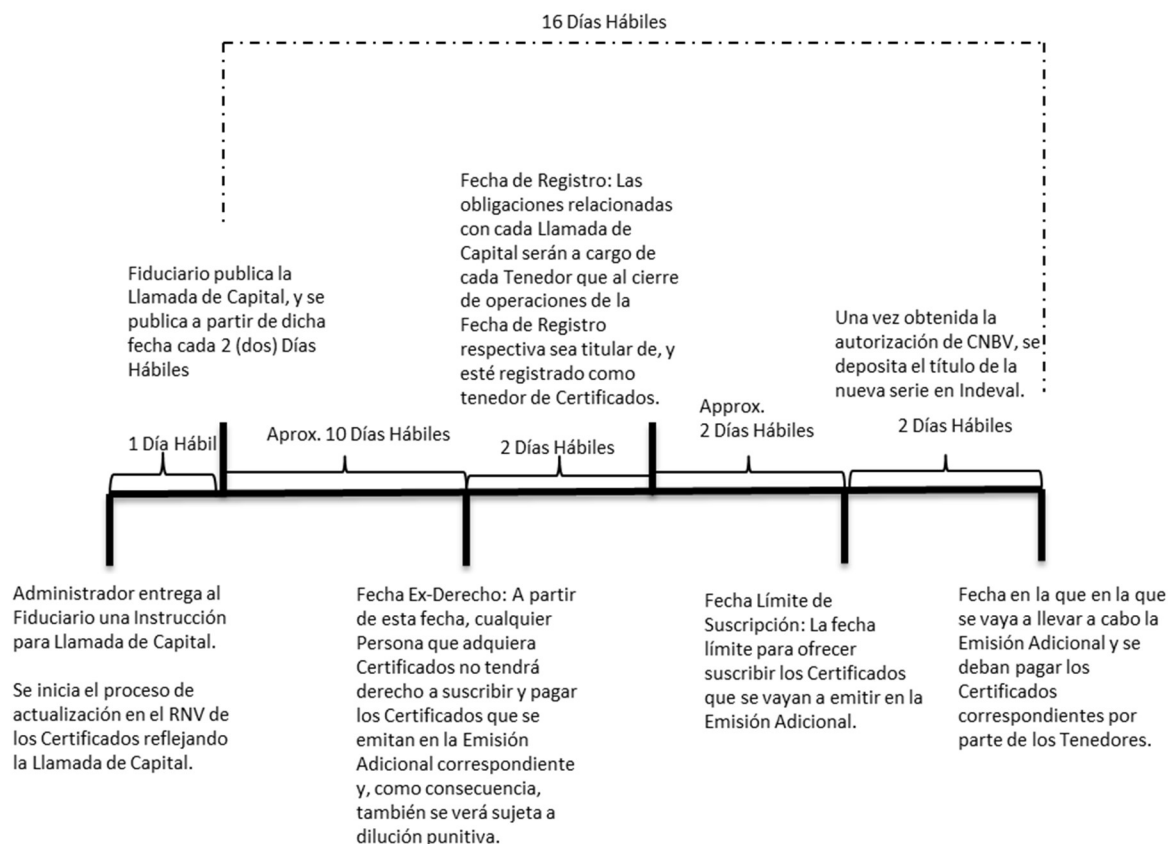 16 Días Hábiles
Fecha de Registro: Las
obligaciones relacionadas
con cada Llamada de
Capital serán a cargo de
cada Tenedor que al cierre
de operaciones de la
Fecha de Registro
respectiva sea titular de, y
esté registrado como
tenedor de Certificados.
Fiduciario publica la
Llamada de Capital, y se
publica a partir de dicha
fecha cada 2 (dos) Días
Hábiles
Una vez obtenida la
autorización de CNBV, se
deposita el título de la
nueva serie en Indeval.
1 Día Hábil
Aprox. 10 Días Hábiles
2 Días Hábiles
Approx.
2 Días Hábiles
2 Días Hábiles
Administrador entrega al
Fiduciario una Instrucción
para Llamada de Capital.
Se inicia el proceso de
actualización en el RNV de
los Certificados reflejando
la Llamada de Capital.
Fecha Ex-Derecho: A partir
de esta fecha, cualquier
Persona que adquiera
Certificados no tendrá
derecho a suscribir y pagar
los Certificados que se
emitan en la Emisión
Adicional correspondiente
y, como consecuencia,
también se verá sujeta a
dilución punitiva.
Fecha Límite de
Suscripción: La fecha
límite para ofrecer
suscribir los Certificados
que se vayan a emitir en la
Emisión Adicional.
Fecha en la que en la que
se vaya a llevar a cabo la
Emisión Adicional y se
deban pagar los
Certificados
correspondientes por
parte de los Tenedores.